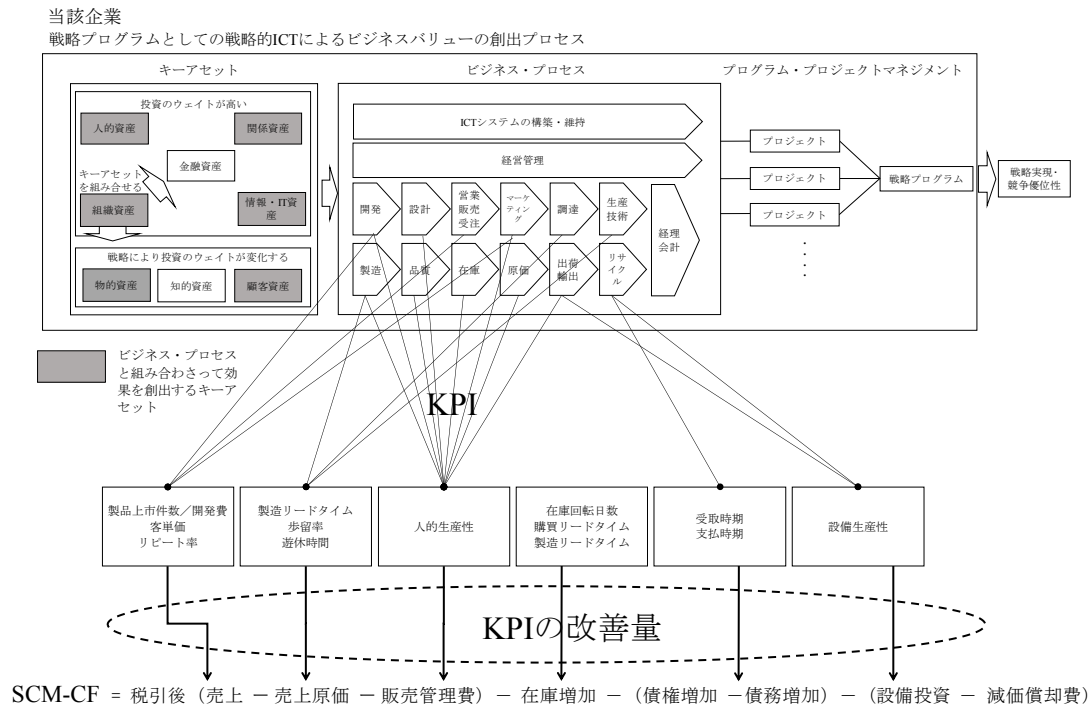 当該企業
戦略プログラムとしての戦略的ICTによるビジネスバリューの創出プロセス
キーアセット
ビジネス・プロセス
プログラム・プロジェクトマネジメント
投資のウェイトが高い
人的資産
関係資産
金融資産
キーアセット
を組み合せる
組織資産
情報・IT資
産
戦略により投資のウェイトが変化する
物的資産
知的資産
顧客資産
ICTシステムの構築・維持
経営管理
開発
設計
営業
販売
受注
マーケ
ティン
グ
調達
生産
技術
製造
品質
在庫
原価
出荷
輸出
リサ
イク
ル
経理
会計
プロジェクト
プロジェクト
プロジェクト
・
・
・
・
戦略プログラム
戦略実現・
競争優位性
ビジネス・プロセス
と組み合わさって効
果を創出するキーア
セット
KPI
製品上市件数／開発費
客単価
リピート率
製造リードタイム
歩留率
遊休時間
人的生産性
在庫回転日数
購買リードタイム
製造リードタイム
受取時期
支払時期
設備生産性
KPIの改善量
SCM-CF = 税引後（売上 － 売上原価 － 販売管理費）－ 在庫増加 －（債権増加 －債務増加）－（設備投資 － 減価償却費）